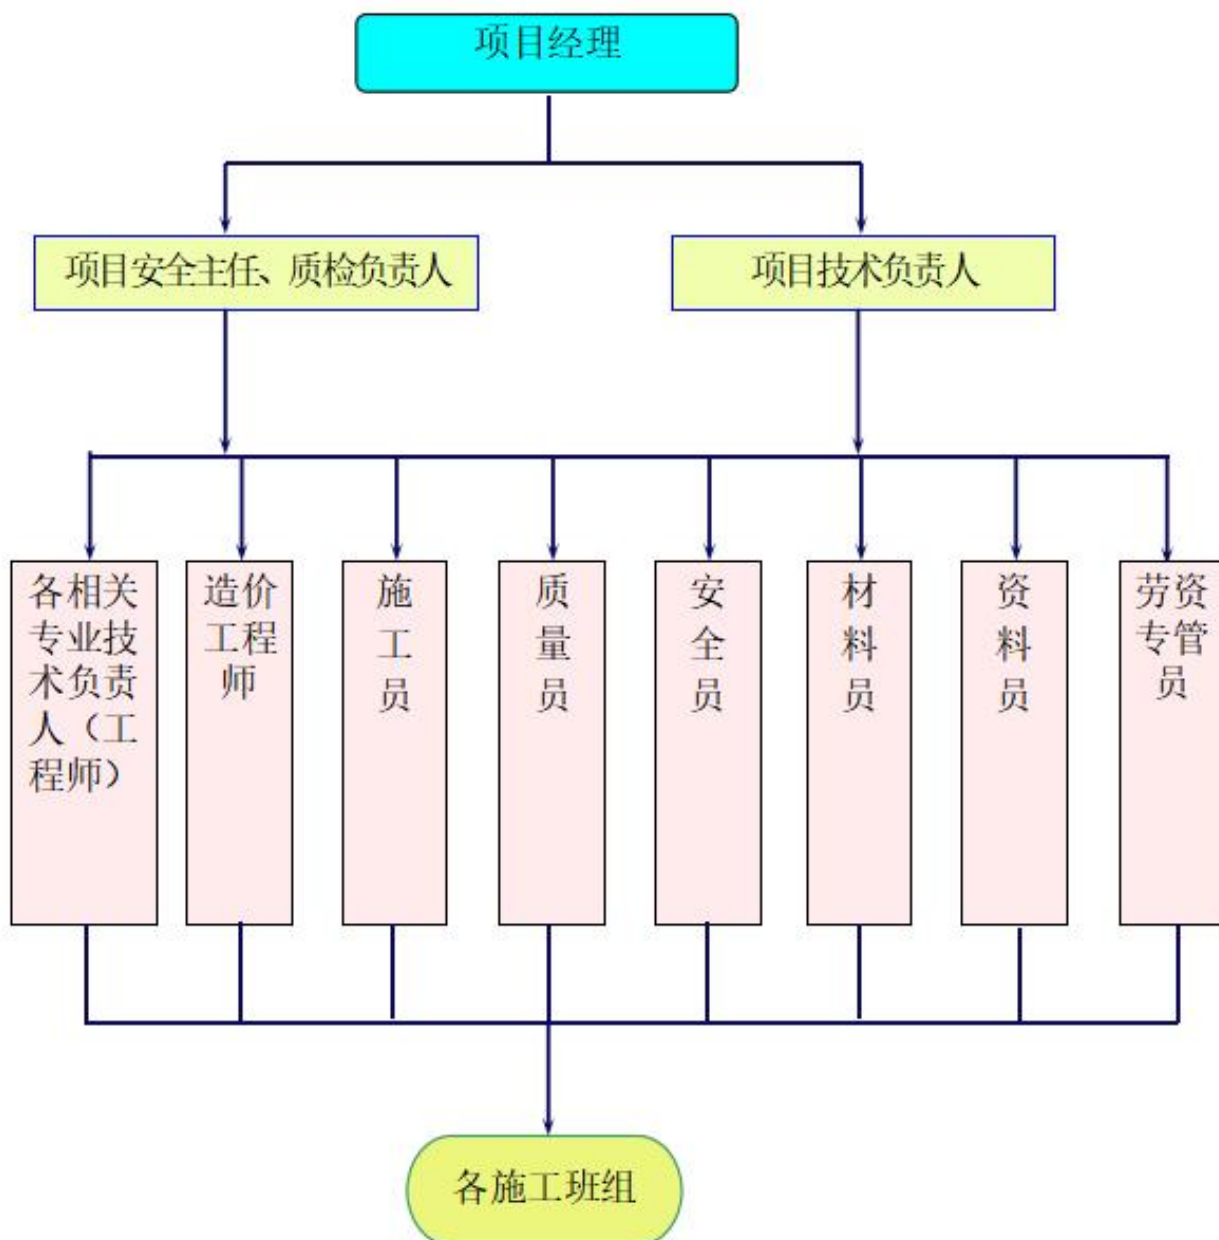 项目经理
项目安全主任、质检负责人
项目技术负责人
各相关
专业技
术负责
人（工
程师）
造价
工程
师
施
工
员
质
量
员
安
全
员
材
料
员
资
料
员
劳资
专管
员
各施工班组